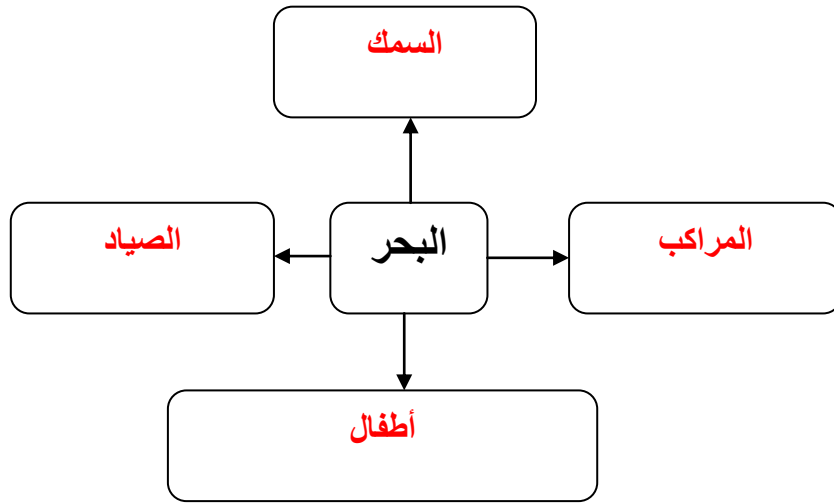 السمك
المراكب
البحر
الصياد
أطفال